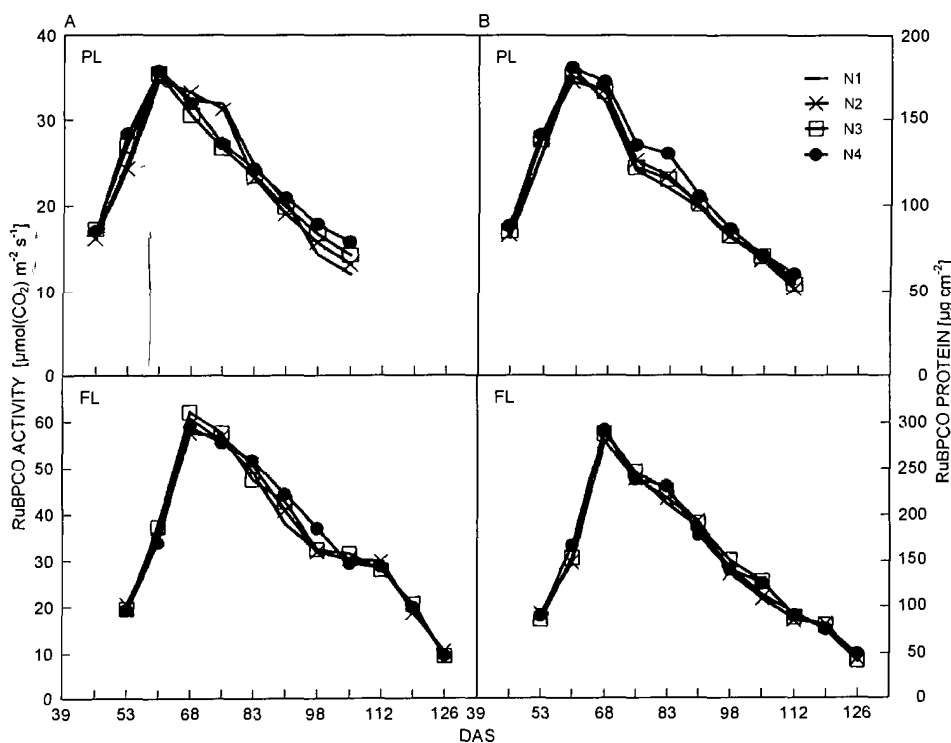 A
B
40
30
20
10
0
PL
PL
200
150
100
50
0
N1
N2
N3
N4
RuBPCO ACTIVITY [µmol(CO₂) m⁻² s⁻¹]
RuBPCO PROTEIN [µg cm⁻²]
FL
FL
60
50
40
30
20
10
0
300
250
200
150
100
50
0
39 53 68 83 98 112 126
39 53 68 83 98 112 126
DAS